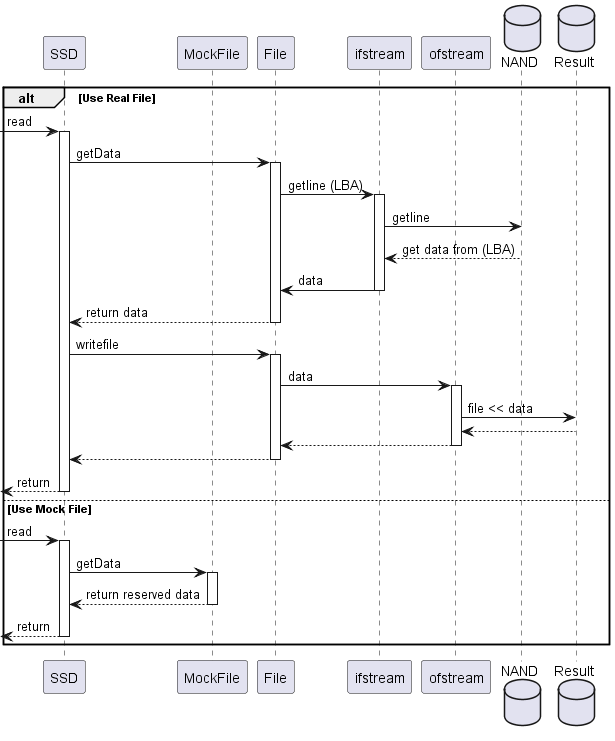 SSD MockFile File ifstream ofstream NAND Result
alt [Use Real File]
read
getData
getline (LBA)
getline
get data from (LBA)
data
return data
writefile
data
file << data
return
[Use Mock File]
read
getData
return reserved data
return
SSD MockFile File ifstream ofstream NAND Result